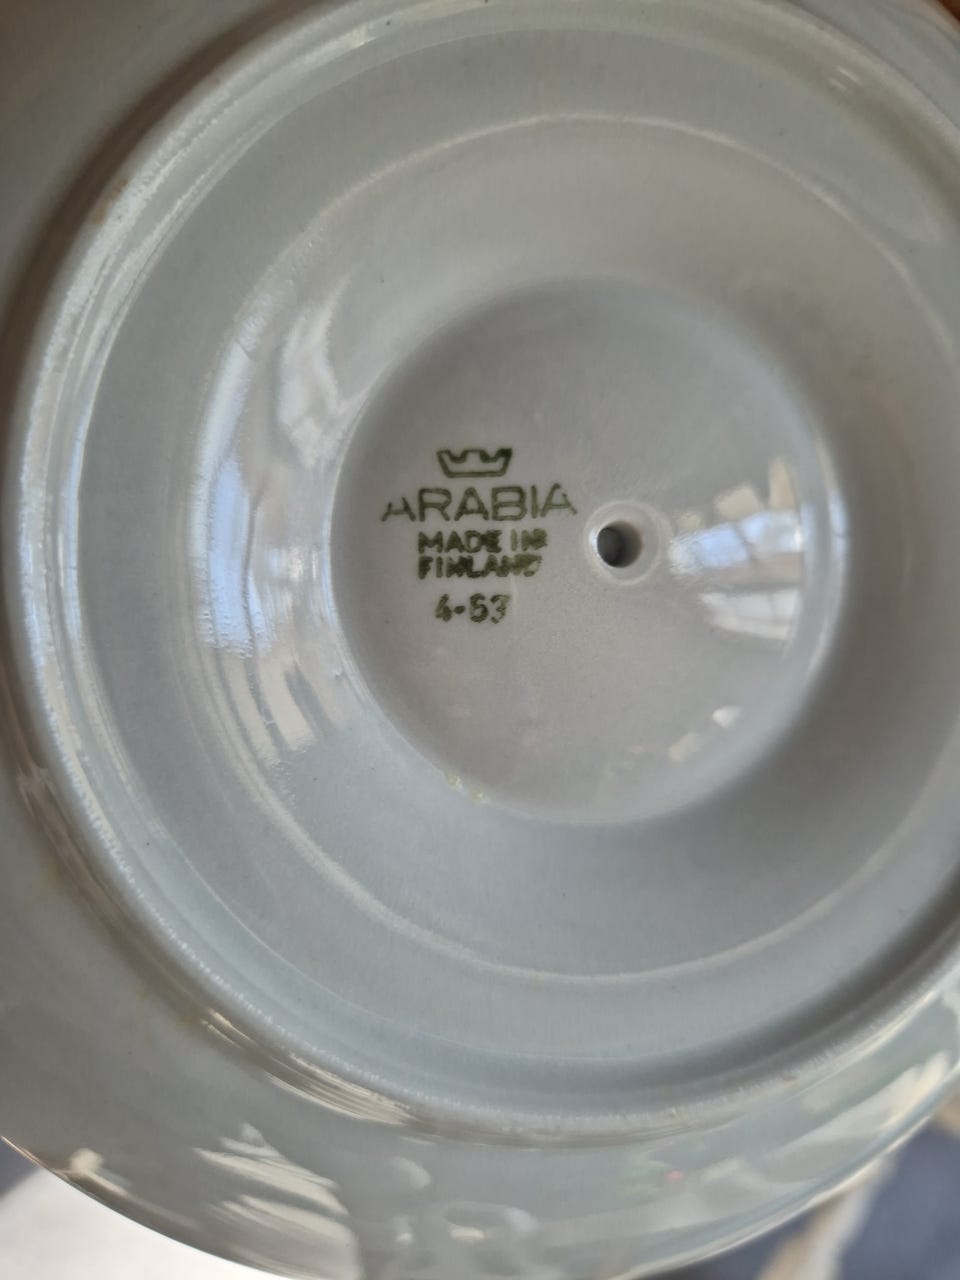 ARABIA
MADE IN
FINLAND
4-53